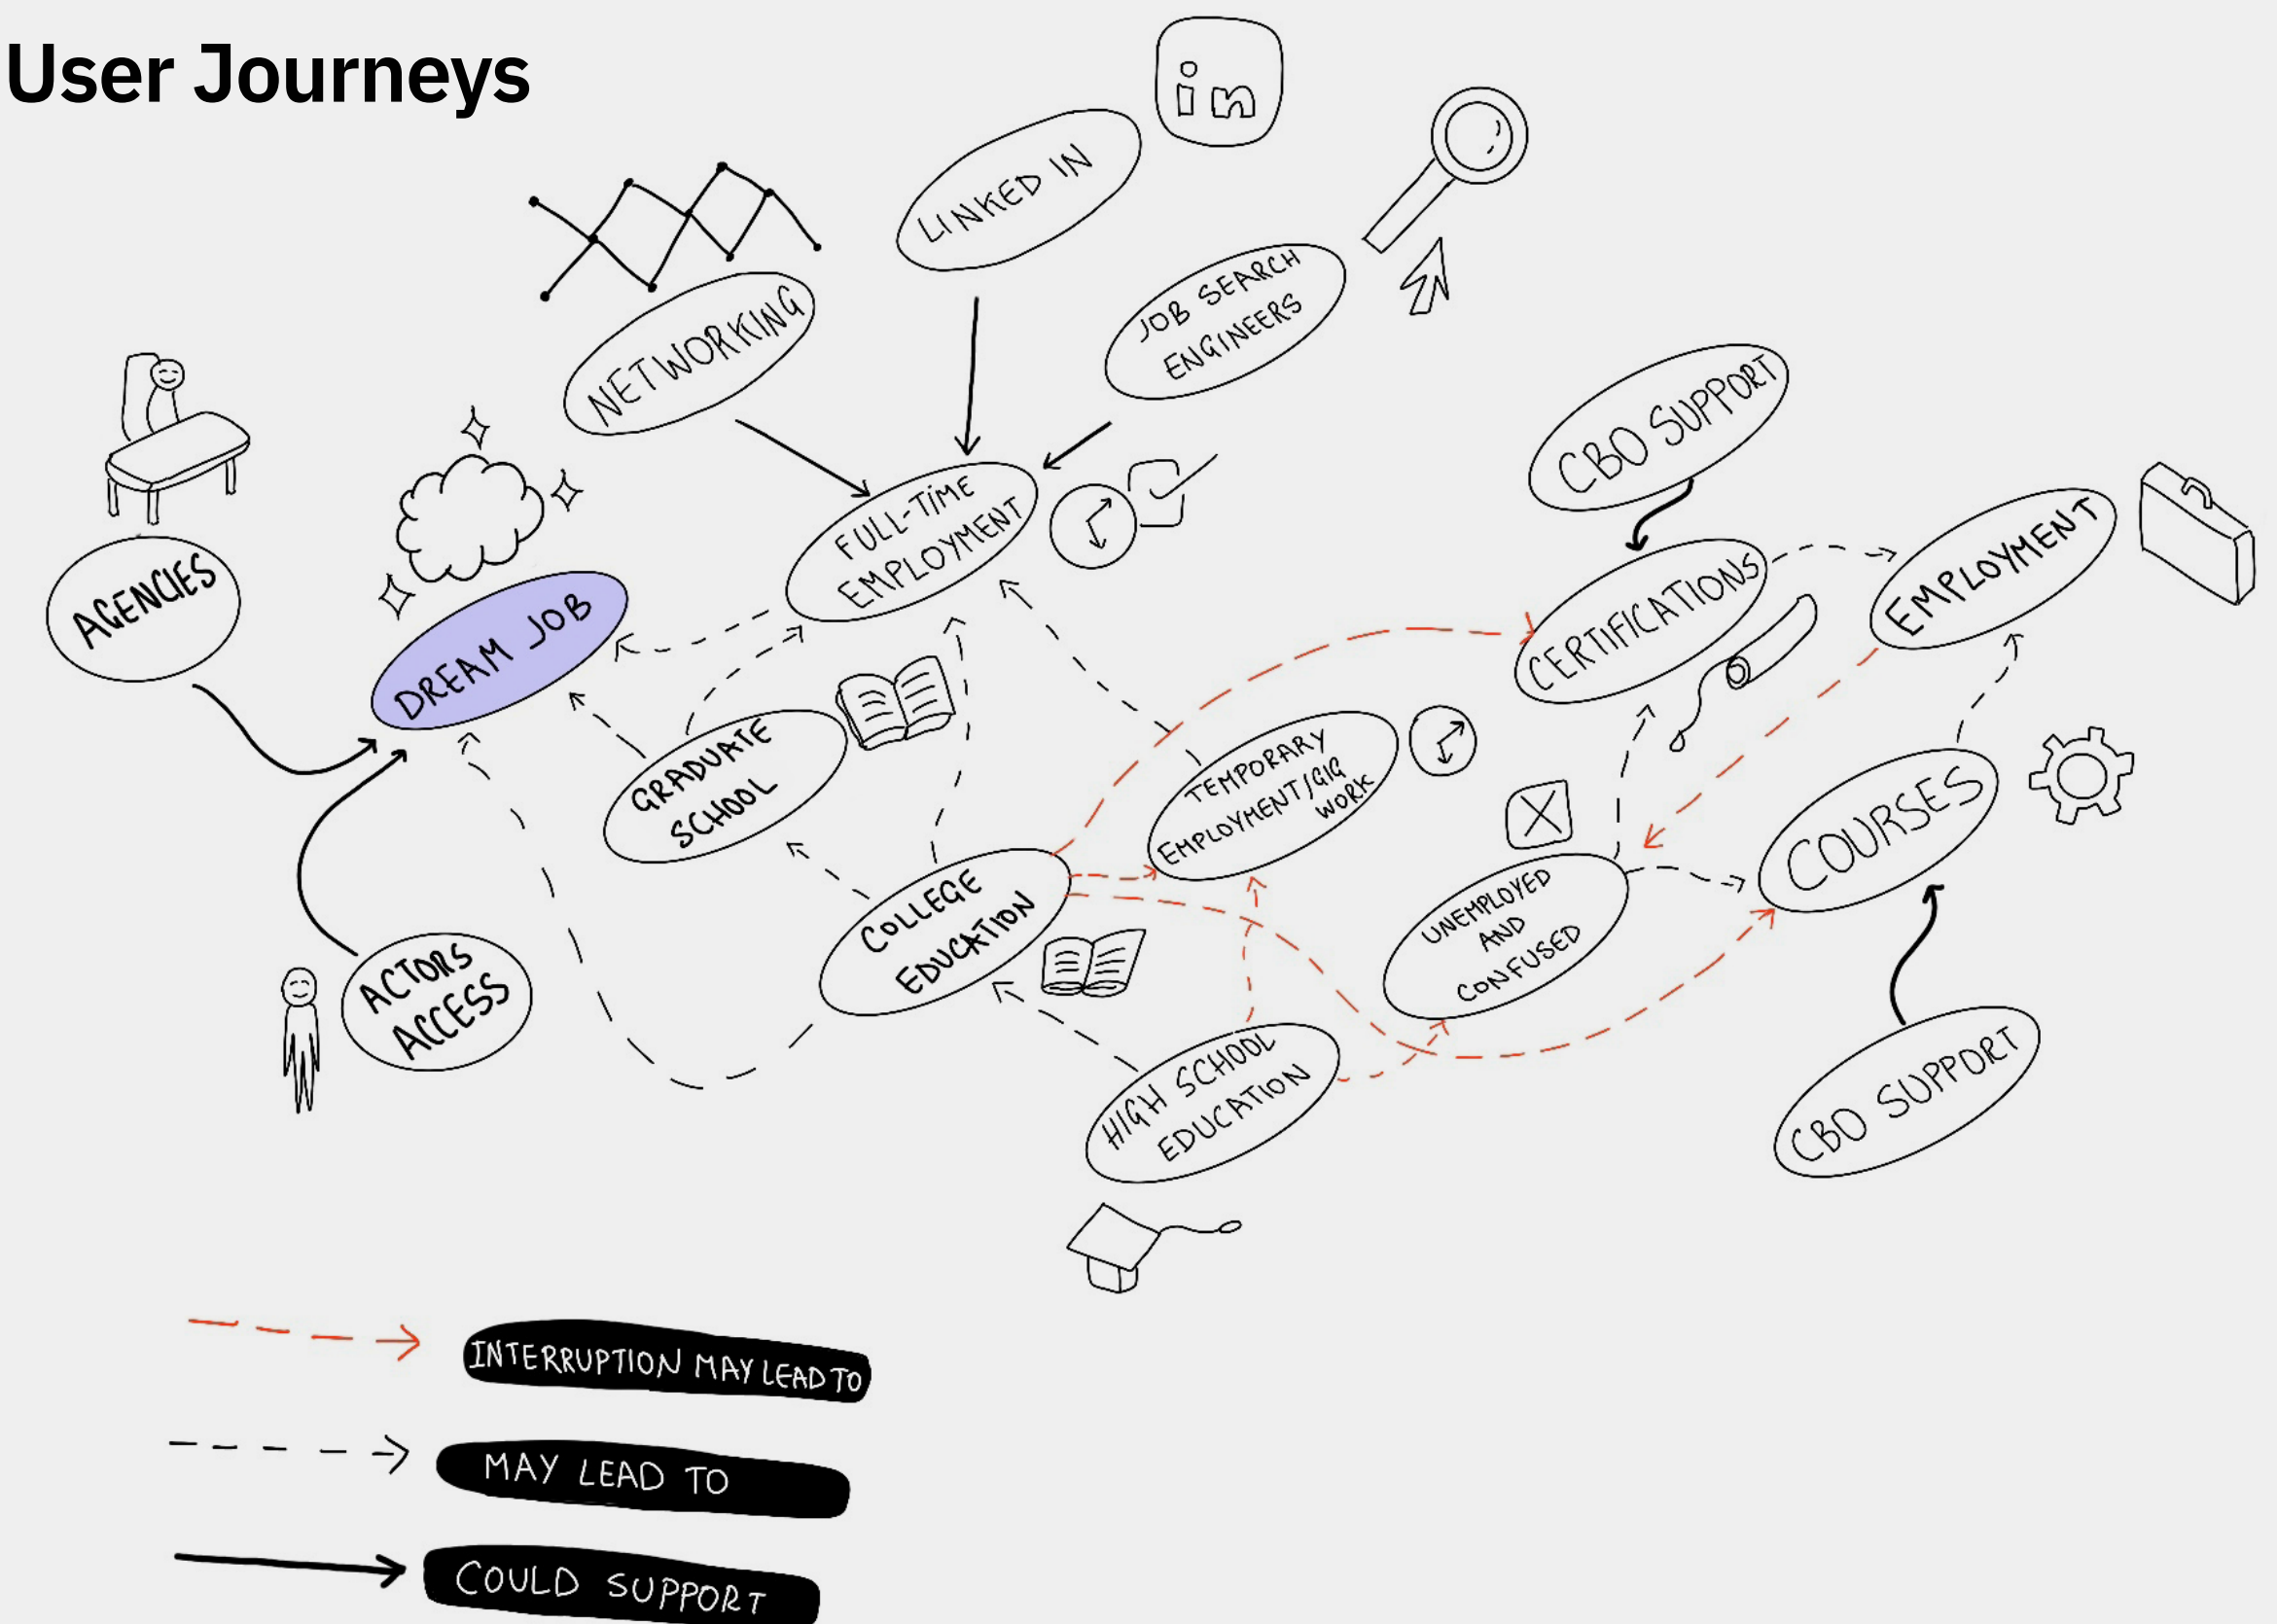 User Journeys
in
LINKED IN
JOB SEARCH
ENGINEERS
NETWORKING
CBO SUPPORT
FULL-TIME
EMPLOYMENT
EMPLOYMENT
AGENCIES
CERTIFICATIONS
DREAM JOB
GRADUATE
SCHOOL
TEMPORARY
EMPLOYMENT/GIG
WORK
COURSES
COLLEGE
EDUCATION
UNEMPLOYED
AND
CONFUSED
ACTORS
ACCESS
HIGH SCHOOL
EDUCATION
CBO SUPPORT
INTERRUPTION MAY LEAD TO
MAY LEAD TO
COULD SUPPORT